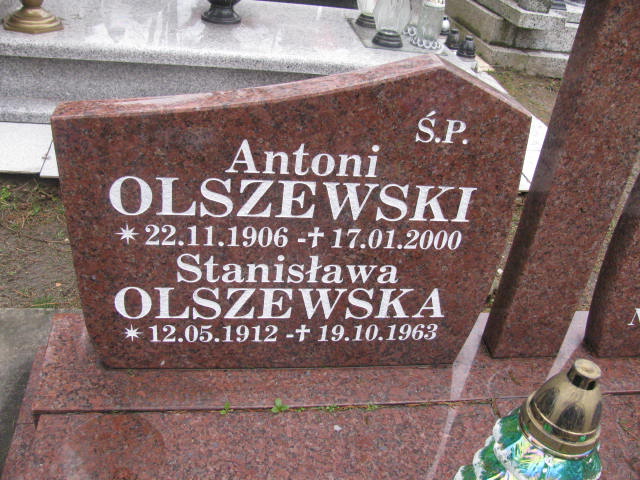 Ś.P.
Antoni
OLSZEWSKI
* 22.11.1906 - † 17.01.2000
Stanisława
OLSZEWSKA
* 12.05.1912 - † 19.10.1963